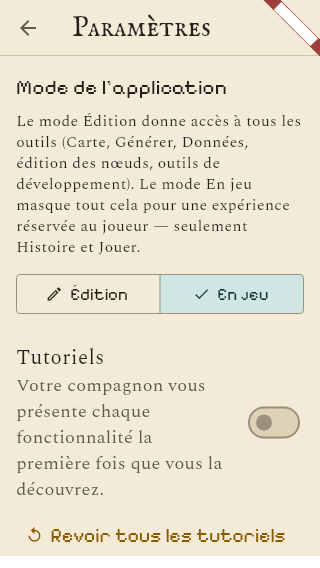 Paramètres
Mode de l'application
Le mode Édition donne accès à tous les
outils (Carte, Générer, Données,
édition des nœuds, outils de
développement). Le mode En jeu
masque tout cela pour une expérience
réservée au joueur — seulement
Histoire et Jouer.
Édition
En jeu
Tutoriels
Votre compagnon vous
présente chaque
fonctionnalité la
première fois que vous la
découvrez.
Revoir tous les tutoriels